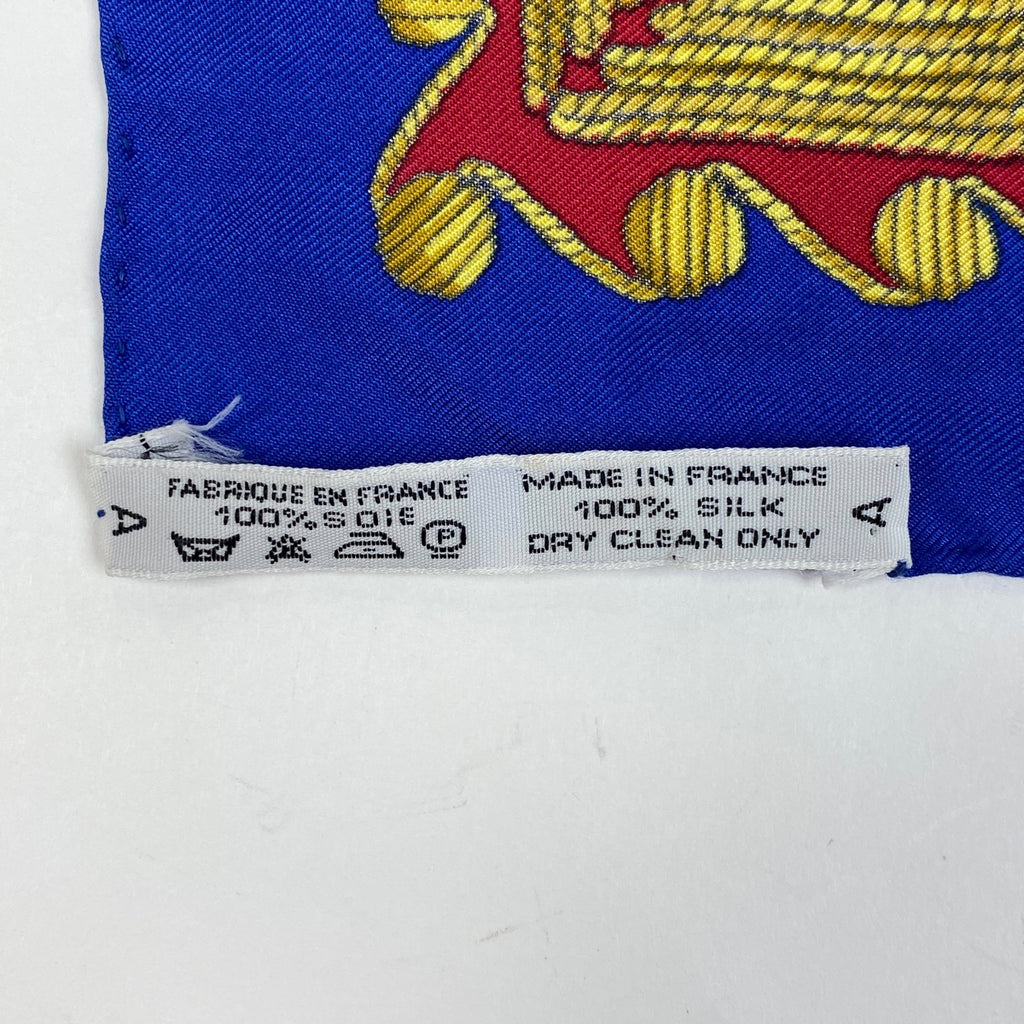 FABRIQUE EN FRANCE
100% SOIE
P
A
MADE IN FRANCE
100% SILK
DRY CLEAN ONLY
A